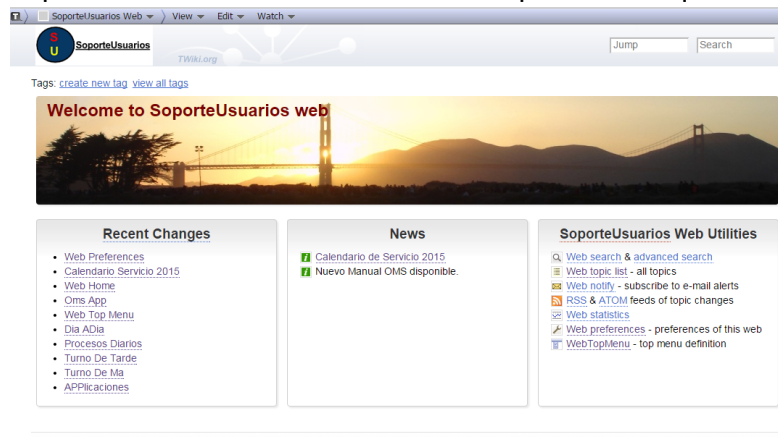 SoporteUsuarios Web View Edit Watch
S
U
SoporteUsuarios
TWiki.org
Jump
Search
Tags: create new tag view all tags
Welcome to SoporteUsuarios web
Recent Changes
Web Preferences
Calendario Servicio 2015
Web Home
Oms App
Web Top Menu
Dia ADia
Procesos Diarios
Turno De Tarde
Turno De Ma
APPlicaciones
News
Calendario de Servicio 2015
Nuevo Manual OMS disponible.
SoporteUsuarios Web Utilities
Web search & advanced search
Web topic list - all topics
Web notify - subscribe to e-mail alerts
RSS & ATOM feeds of topic changes
Web statistics
Web preferences - preferences of this web
WebTopMenu - top menu definition